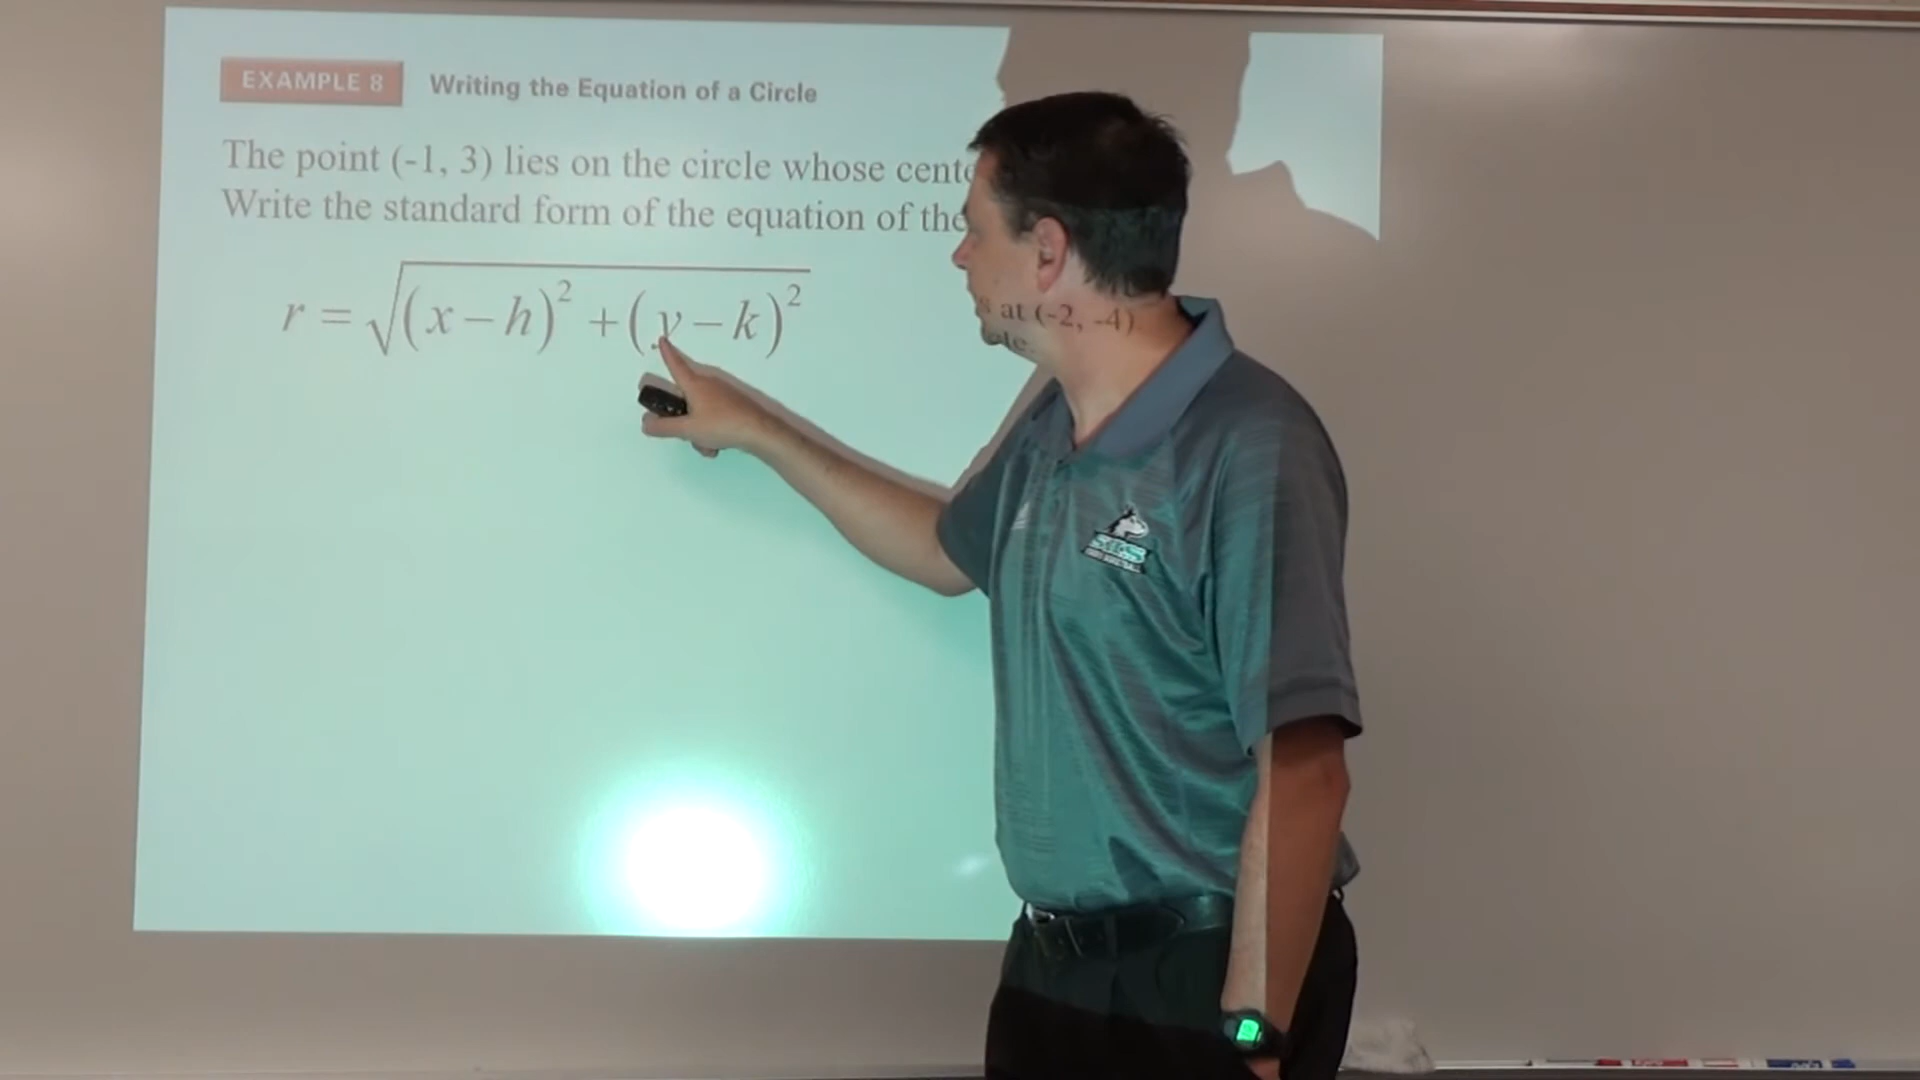 EXAMPLE 8 Writing the Equation of a Circle
The point (-1, 3) lies on the circle whose cente
s at (-2, -4)
Write the standard form of the equation of the
cle.
r = √(x – h)² + (y – k)²